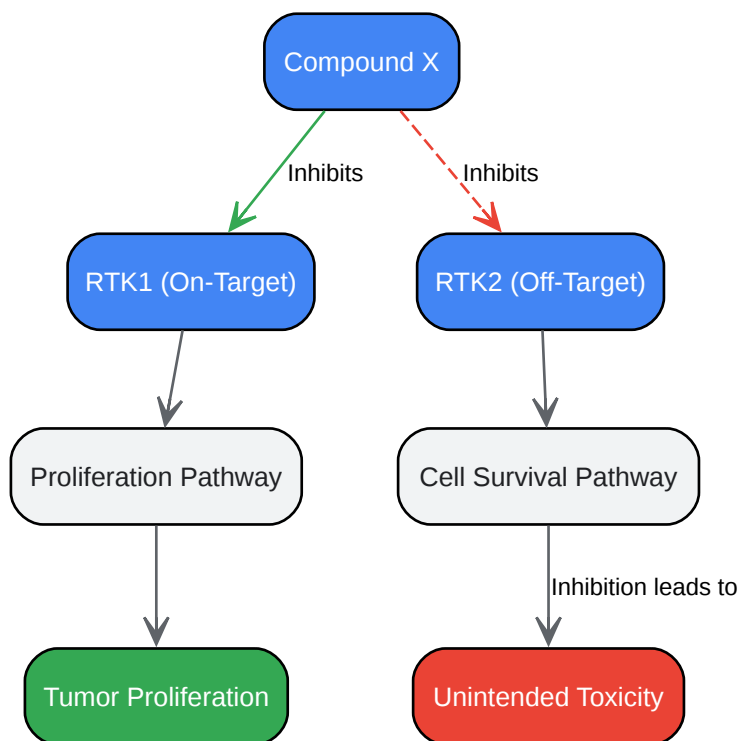 Compound X
Inhibits
Inhibits
RTK1 (On-Target)
RTK2 (Off-Target)
Proliferation Pathway
Cell Survival Pathway
Inhibition leads to
Tumor Proliferation
Unintended Toxicity